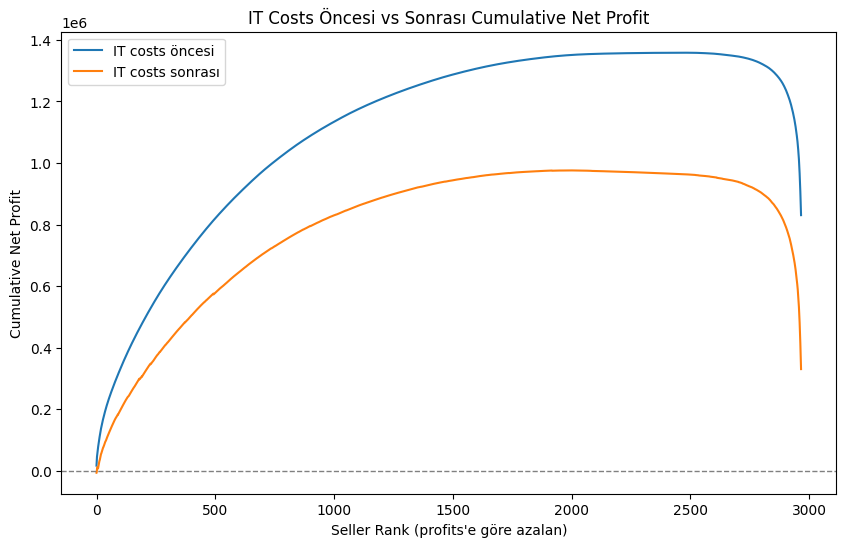 IT Costs Öncesi vs Sonrası Cumulative Net Profit
1e6
IT costs öncesi
IT costs sonrası
1.4
1.2
1.0
0.8
0.6
0.4
0.2
0.0
Cumulative Net Profit
0 500 1000 1500 2000 2500 3000
Seller Rank (profits'e göre azalan)